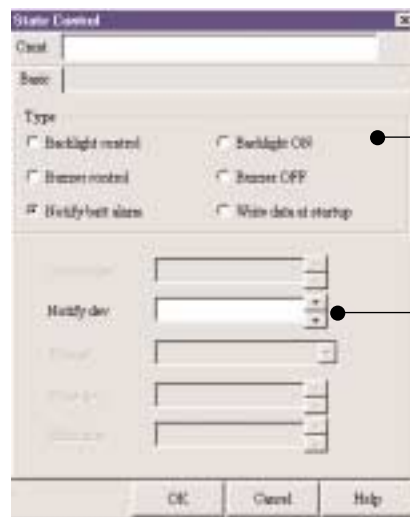 State Control
Cmnt.
Basic
Type
Backlight control
Backlight ON
Buzzer control
Buzzer OFF
Notify batt alarm
Write data at startup
Notify dev
OK
Cancel
Help